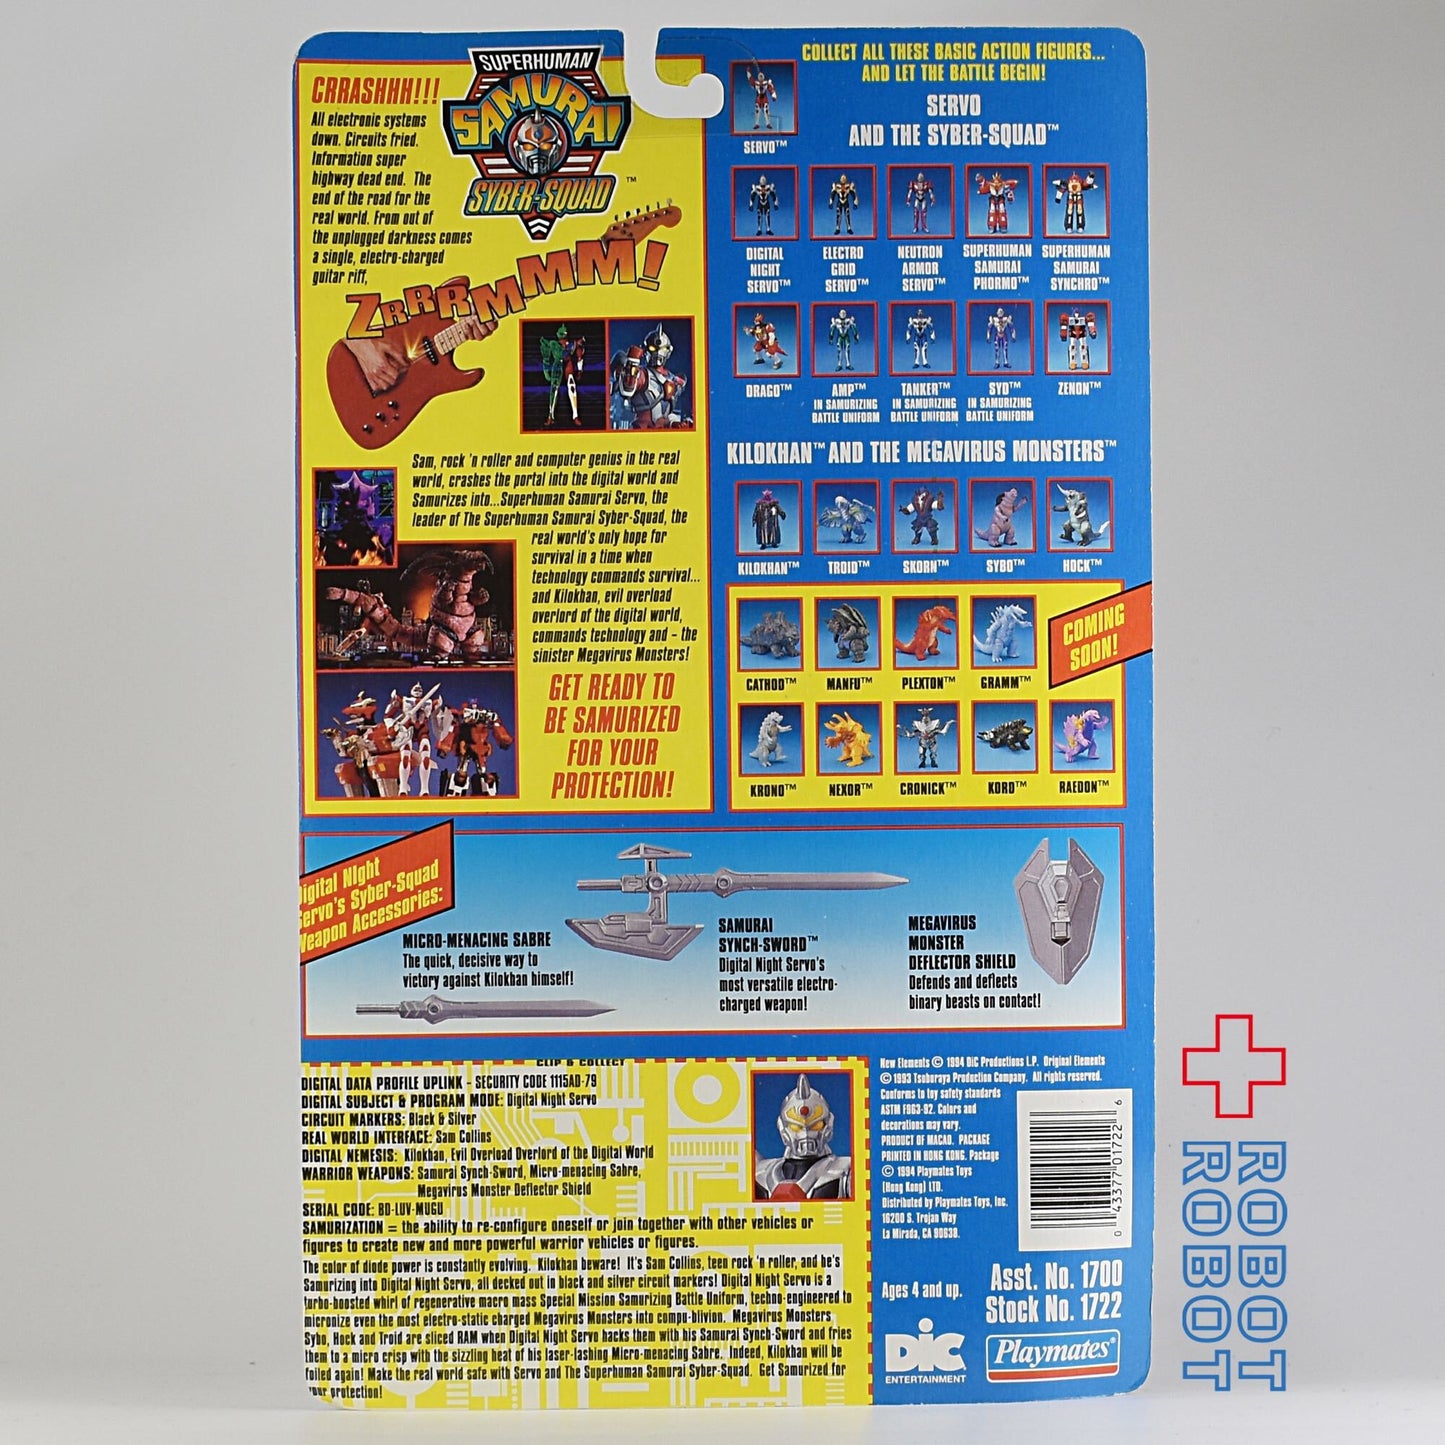 CRRASHHH!!!
All electronic systems
down. Circuits fried.
Information super
highway dead end. The
end of the road for the
real world. From out of
the unplugged darkness comes
a single, electro-charged
guitar riff,
SUPERHUMAN
SAMURAI
SYBER-SQUAD™
ZRRRRMMMM!
Sam, rock 'n roller and computer genius in the real
world, crashes the portal into the digital world and
Samurizes into...Superhuman Samurai Servo, the
leader of The Superhuman Samurai Syber-Squad, the
real world's only hope for
survival in a time when
technology commands survival...
and Kilokhan, evil overload
overlord of the digital world,
commands technology and - the
sinister Megavirus Monsters!
GET READY TO
BE SAMURIZED
FOR YOUR
PROTECTION!
COLLECT ALL THESE BASIC ACTION FIGURES...
AND LET THE BATTLE BEGIN!
SERVO
AND THE SYBER-SQUAD™
SERVO™
DIGITAL
NIGHT
SERVO™
ELECTRO
GRID
SERVO™
NEUTRON
ARMOR
SERVO™
SUPERHUMAN
SAMURAI
PHORMO™
SUPERHUMAN
SAMURAI
SYNCHRO™
DRAGO™
AMP™
IN SAMURIZING
BATTLE UNIFORM
TANKER™
IN SAMURIZING
BATTLE UNIFORM
SYD™
IN SAMURIZING
BATTLE UNIFORM
ZENON™
KILOKHAN™ AND THE MEGAVIRUS MONSTERS™
KILOKHAN™
TROID™
SKORN™
SYBO™
HOCK™
COMING
SOON!
CATHOD™
MANFU™
PLEXTON™
GRAMM™
KRONO™
NEXOR™
CRONICK™
KORD™
RAEDON™
igital NIght
Servo's Syber-Squad
Weapon Accessories:
MICRO-MENACING SABRE
The quick, decisive way to
victory against Kilokhan himself!
SAMURAI
SYNCH-SWORD™
Digital Night Servo's
most versatile electro-
charged weapon!
MEGAVIRUS
MONSTER
DEFLECTOR SHIELD
Defends and deflects
binary beasts on contact!
CLIP & COLLECT
DIGITAL DATA PROFILE UPLINK - SECURITY CODE 1115AD-79
DIGITAL SUBJECT & PROGRAM MODE: Digital Night Servo
CIRCUIT MARKERS: Black & Silver
REAL WORLD INTERFACE: Sam Collins
DIGITAL NEMESIS: Kilokhan, Evil Overload Overlord of the Digital World
WARRIOR WEAPONS: Samurai Synch-Sword, Micro-menacing Sabre,
Megavirus Monster Deflector Shield
SERIAL CODE: BD-LUV-MUGU
SAMURIZATION = the ability to re-configure oneself or join together with other vehicles or
figures to create new and more powerful warrior vehicles or figures.
The color of diode power is constantly evolving. Kilokhan beware! It's Sam Collins, teen rock 'n roller, and he's
Samurizing into Digital Night Servo, all decked out in black and silver circuit markers! Digital Night Servo is a
turbo-boosted whirl of regenerative macro mass Special Mission Samurizing Battle Uniform, techno-engineered to
micronize even the most electro-static charged Megavirus Monsters into compu-blivion. Megavirus Monsters
Sybo, Hock and Troid are sliced RAM when Digital Night Servo hacks them with his Samurai Synch-Sword and fries
them to a micro crisp with the sizzling heat of his laser-lashing Micro-menacing Sabre. Indeed, Kilokhan will be
foiled again! Make the real world safe with Servo and The Superhuman Samurai Syber-Squad. Get Samurized for
your protection!
New Elements © 1994 DiC Productions L.P. Original Elements
© 1993 Tsuburaya Production Company. All rights reserved.
Conforms to toy safety standards
ASTM F963-92. Colors and
decorations may vary.
PRODUCT OF MACAO. PACKAGE
PRINTED IN HONG KONG. Package
© 1994 Playmates Toys
(Hong Kong) LTD.
Distributed by Playmates Toys, Inc.
16200 S. Trojan Way
La Mirada, CA 90638.
0 43377 01722 6
Ages 4 and up.
Asst. No. 1700
Stock No. 1722
DiC
ENTERTAINMENT
Playmates®
ROBOT
ROBOT